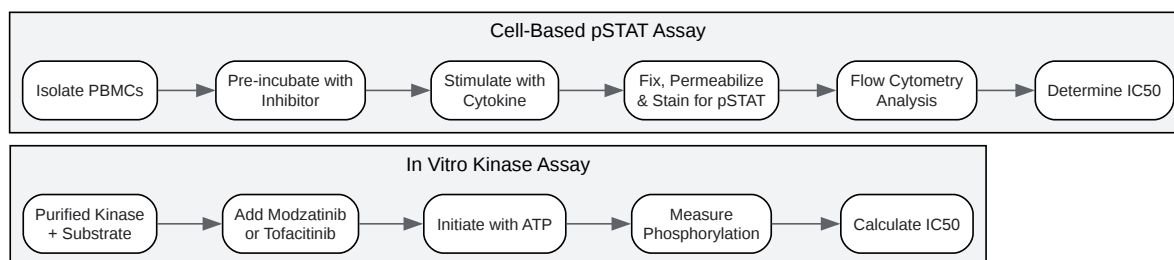 Cell-Based pSTAT Assay
Isolate PBMCs
Pre-incubate with
Inhibitor
Stimulate with
Cytokine
Fix, Permeabilize
& Stain for pSTAT
Flow Cytometry
Analysis
Determine IC50
In Vitro Kinase Assay
Purified Kinase
+ Substrate
Add Modzatinib
or Tofacitinib
Initiate with ATP
Measure
Phosphorylation
Calculate IC50